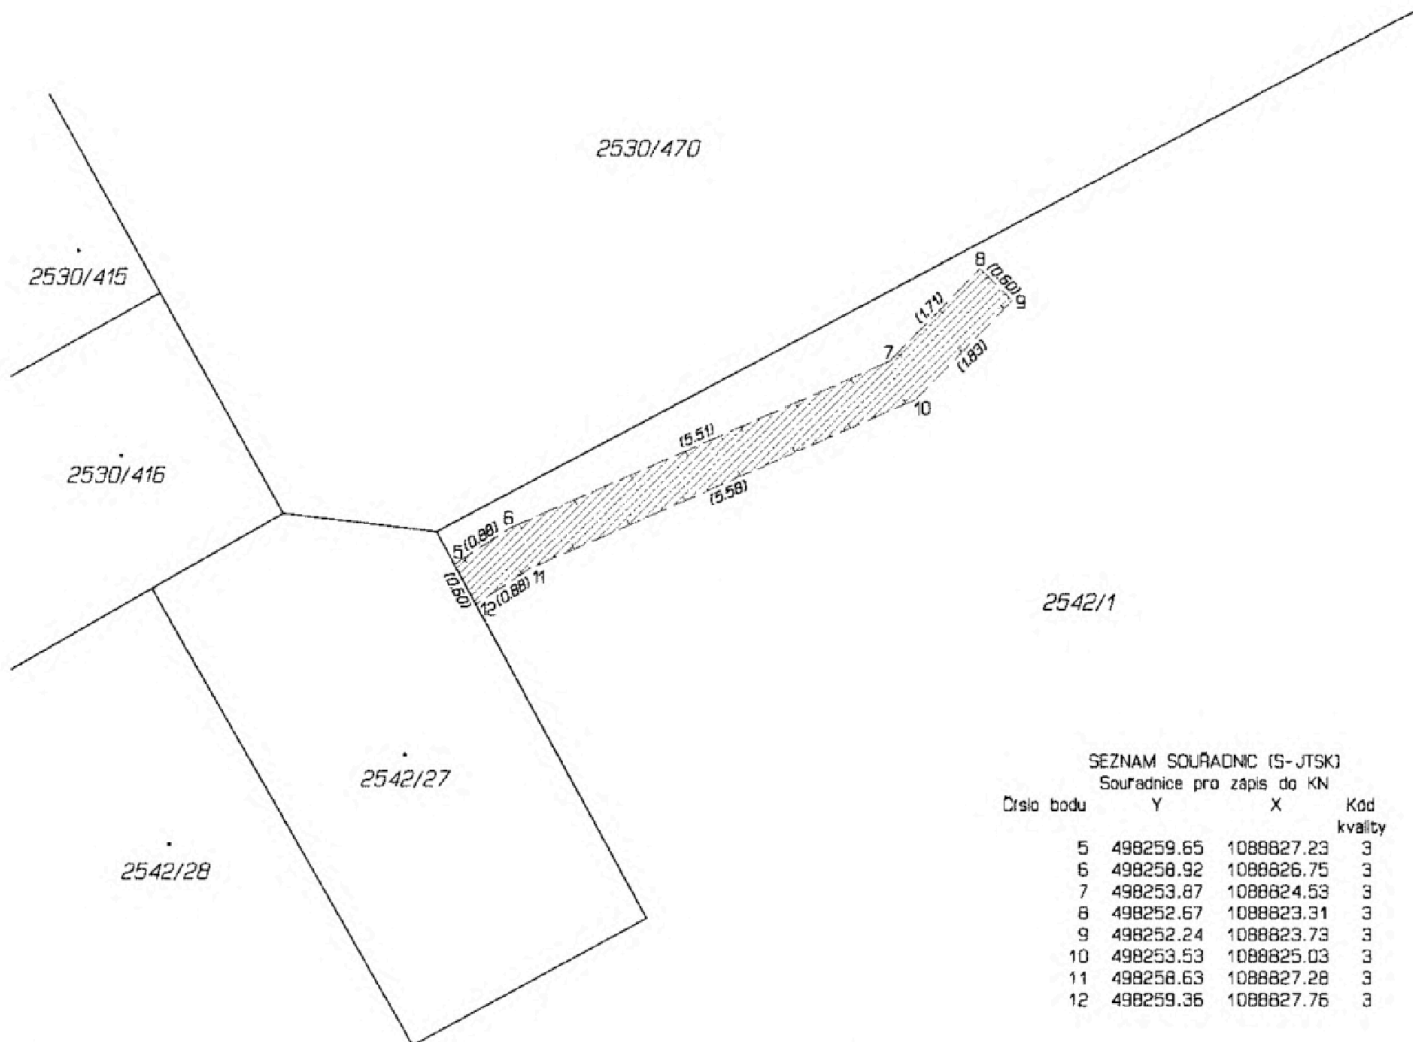 2530/470
2530/415
8
(0.60)
9
(1.71)
7
(1.83)
10
(5.51)
2530/416
(5.58)
6
(0.88)
5
11
(0.60)
12
(0.88)
2542/1
2542/27
2542/28
SEZNAM SOUŘADNIC (S-JTSK)
Souřadnice pro zápis do KN
Číslo bodu Y X Kód
kvality
5 498259.65 1088827.23 3
6 498258.92 1088826.75 3
7 498253.87 1088824.53 3
8 498252.67 1088823.31 3
9 498252.24 1088823.73 3
10 498253.53 1088825.03 3
11 498258.63 1088827.28 3
12 498259.36 1088827.76 3